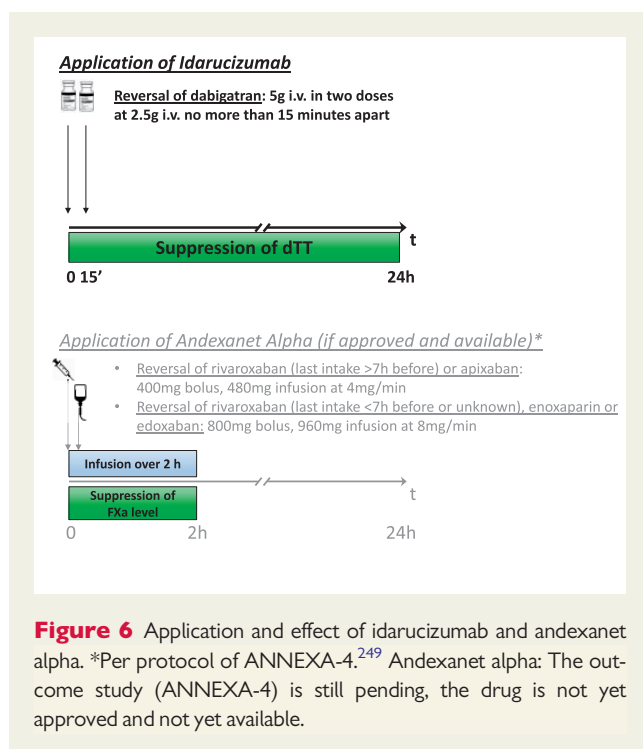 Application of Idarucizumab
Reversal of dabigatran: 5g i.v. in two doses
at 2.5g i.v. no more than 15 minutes apart
t
Suppression of dTT
0 15’ 24h
Application of Andexanet Alpha (if approved and available)*
• Reversal of rivaroxaban (last intake >7h before) or apixaban:
400mg bolus, 480mg infusion at 4mg/min
• Reversal of rivaroxaban (last intake <7h before or unknown), enoxaparin or
edoxaban: 800mg bolus, 960mg infusion at 8mg/min
Infusion over 2 h
t
Suppression of
FXa level
0 2h 24h
Figure 6 Application and effect of idarucizumab and andexanet
alpha. *Per protocol of ANNEXA-4.249 Andexanet alpha: The out-
come study (ANNEXA-4) is still pending, the drug is not yet
approved and not yet available.